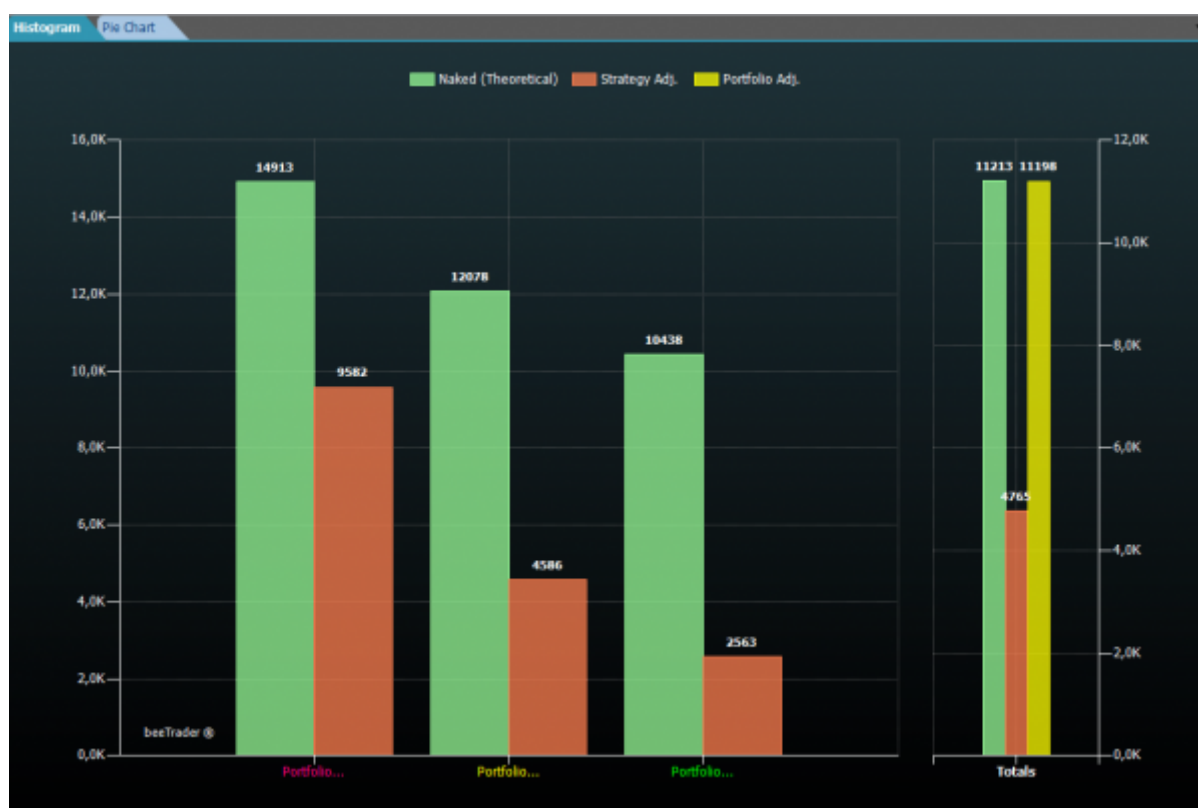 Histogram Pie Chart
Naked (Theoretical) Strategy Adj. Portfolio Adj.
16,0K
14,0K
12,0K
10,0K
8,0K
6,0K
4,0K
2,0K
0,0K
14913
9582
12078
4586
10438
2563
beeTrader ®
Portfolio... Portfolio... Portfolio...
11213 11198
4765
12,0K
10,0K
8,0K
6,0K
4,0K
2,0K
0,0K
Totals